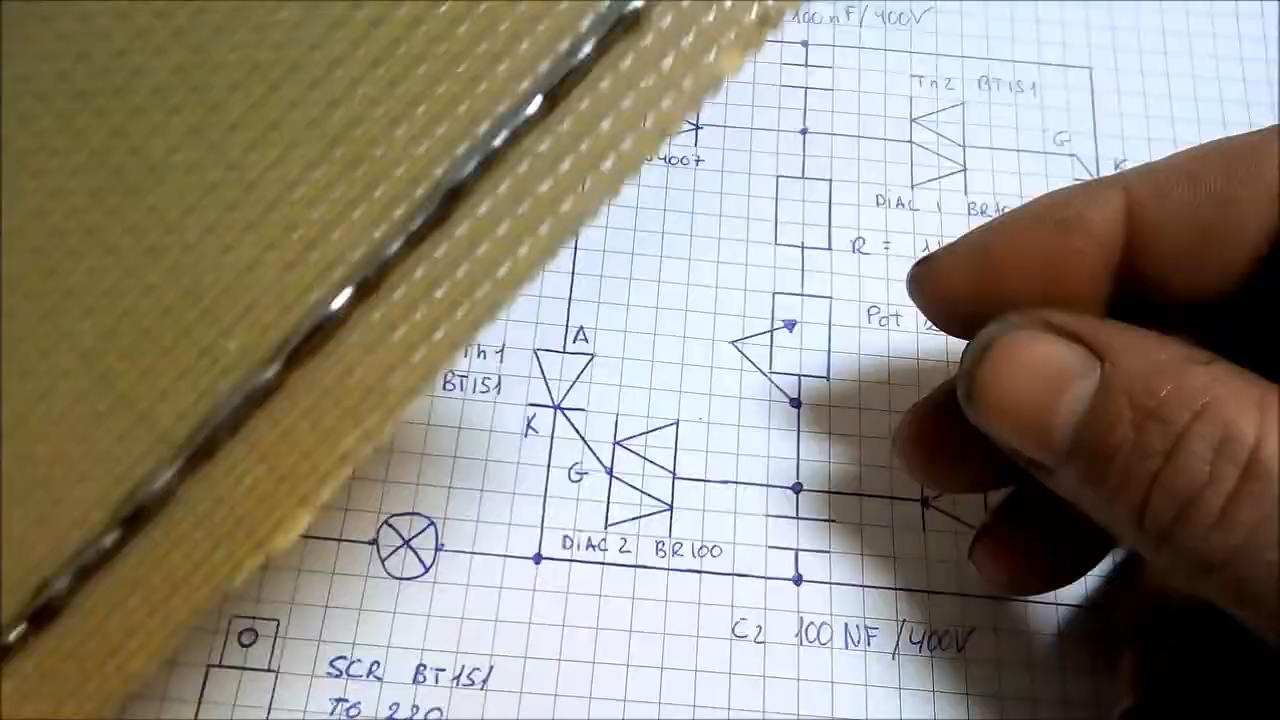 100nF/400V
Th2 BT151
G
K
4007
DiAC 1
R =
Pot
A
Th1
BT151
K
G
DiAC 2 BR100
C2 100NF/400V
SCR BT151
TO 220